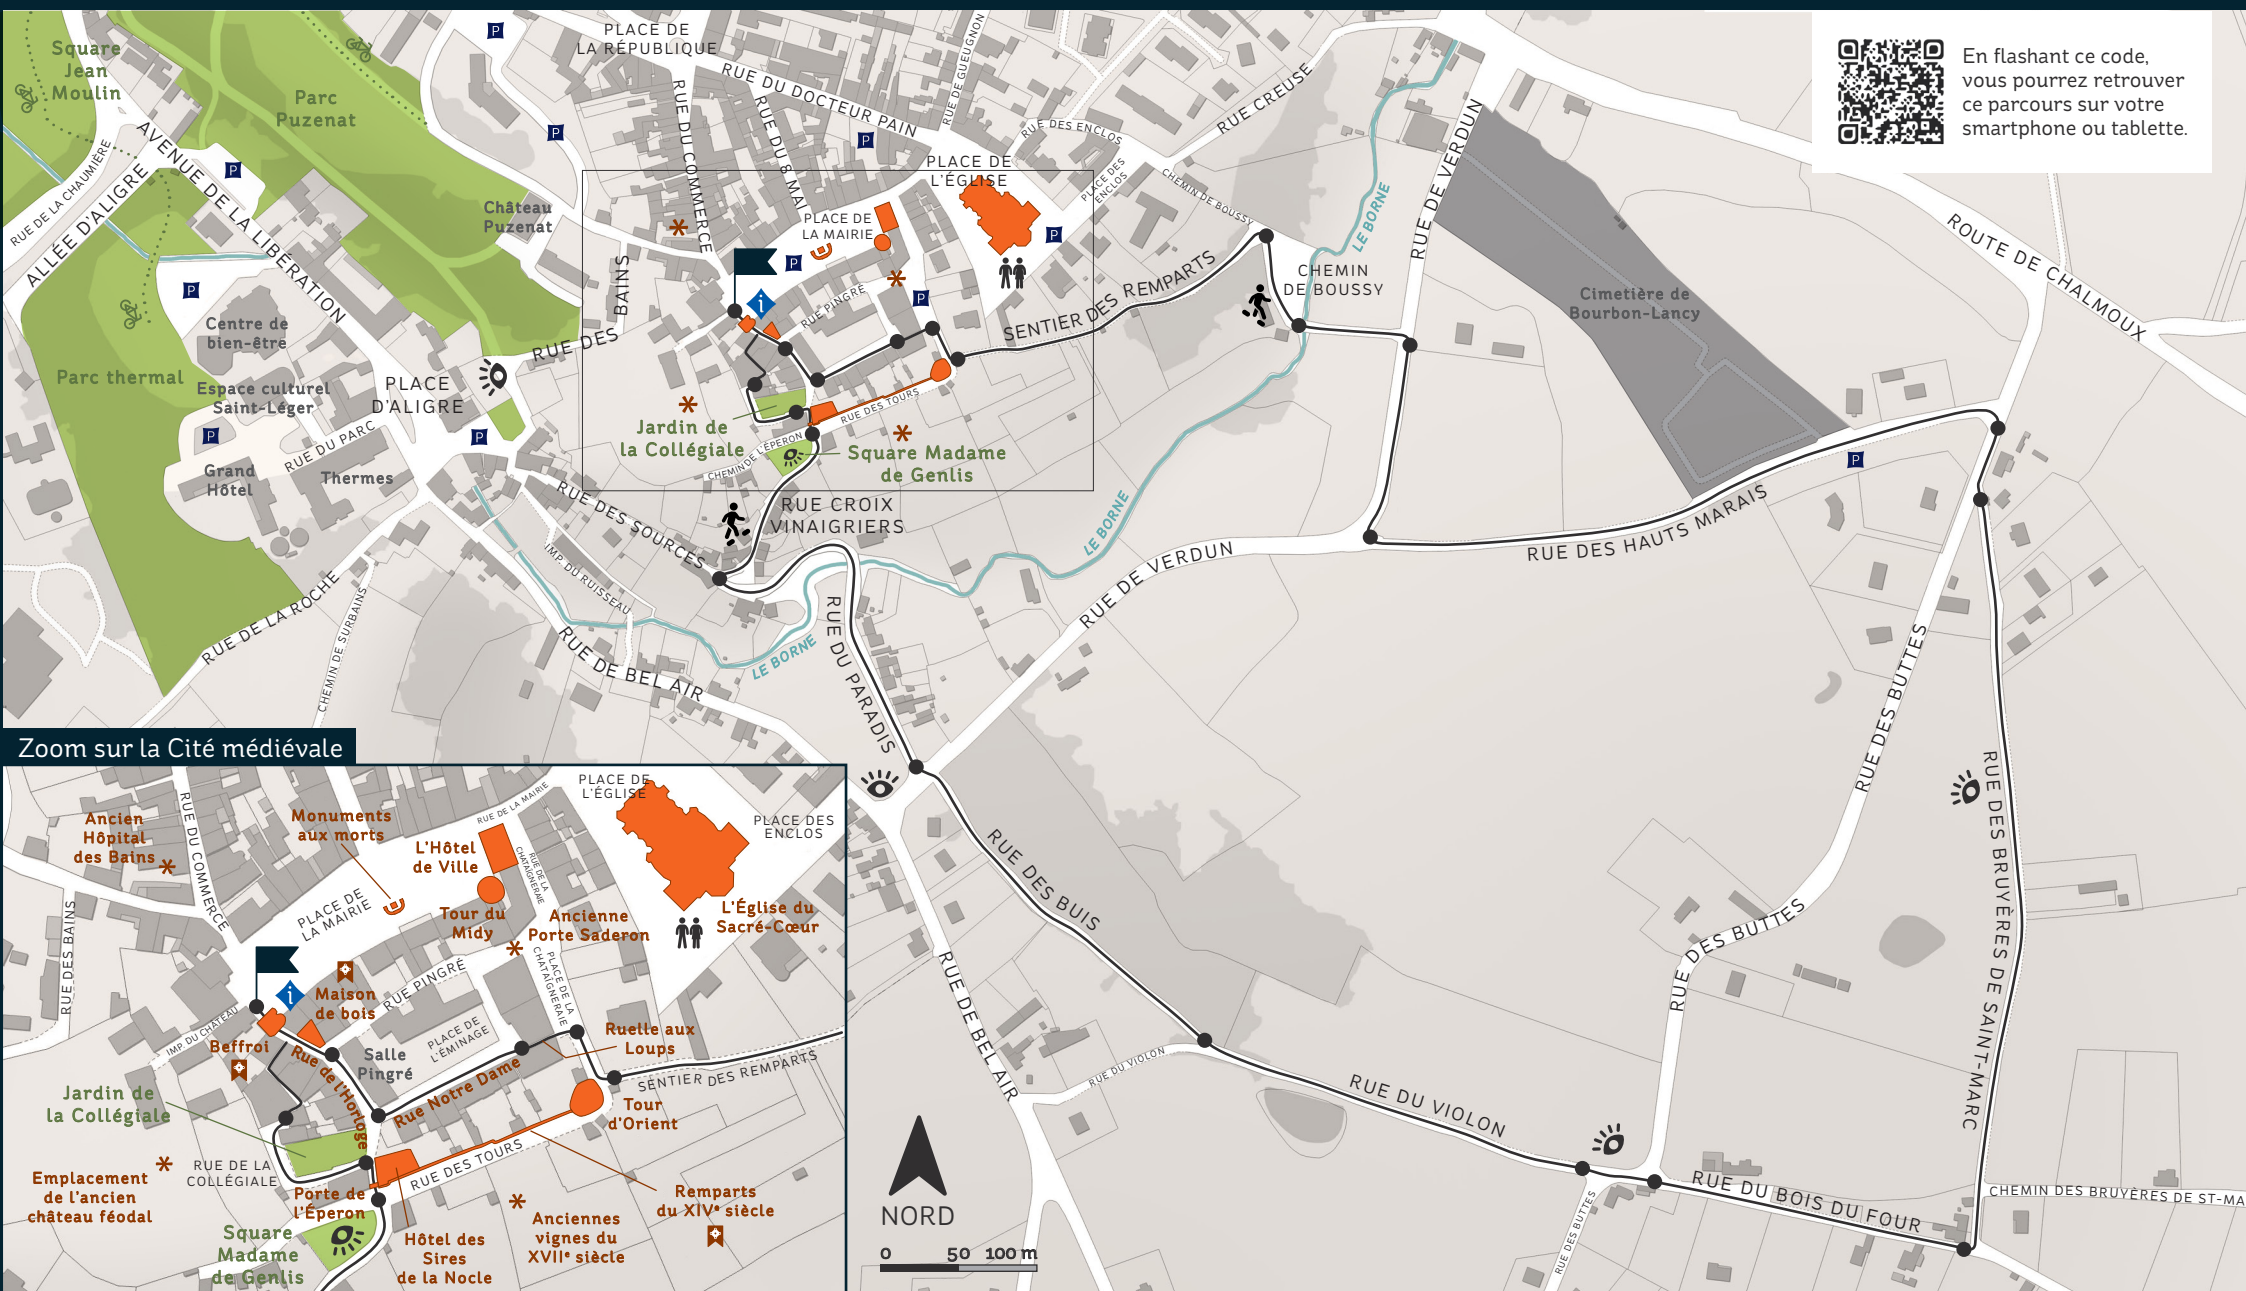 Square
Jean
Moulin
Parc
Puzenat
PLACE DE
LA RÉPUBLIQUE
RUE DU DOCTEUR PAIN
RUE DE GUEUGNON
RUE DU COMMERCE
RUE DU 8 MAI
RUE DES ENCLOS
RUE CREUSE
PLACE DES
ENCLOS
CHEMIN DE BOUSSY
PLACE DE
L'ÉGLISE
PLACE DE
LA MAIRIE
En flashant ce code,
vous pourrez retrouver
ce parcours sur votre
smartphone ou tablette.
AVENUE DE LA LIBÉRATION
RUE DE LA CHAUMIÈRE
ALLÉE D'ALIGRE
Château
Puzenat
RUE DES BAINS
RUE PINGRÉ
SENTIER DES REMPARTS
CHEMIN
DE BOUSSY
LE BORNE
RUE DE VERDUN
Cimetière de
Bourbon-Lancy
ROUTE DE CHALMOUX
Centre de
bien-être
Parc thermal
Espace culturel
Saint-Léger
PLACE
D'ALIGRE
RUE DU PARC
Grand
Hôtel
Thermes
Jardin de
la Collégiale
RUE DES TOURS
CHEMIN DE L'ÉPERON
Square Madame
de Genlis
RUE CROIX
VINAIGRIERS
RUE DES SOURCES
IMP. DU RUISSEAU
LE BORNE
RUE DE VERDUN
RUE DES HAUTS MARAIS
RUE DE LA ROCHE
CHEMIN DE SURBAINS
RUE DE BEL AIR
LE BORNE
RUE DU PARADIS
RUE DES BUTTES
RUE DES BRUYÈRES DE SAINT-MARC
RUE DES BUIS
RUE DES BUTTES
RUE DE BEL AIR
RUE DU VIOLON
RUE DU VIOLON
RUE DES BUTTES
RUE DU BOIS DU FOUR
CHEMIN DES BRUYÈRES DE ST-MA
NORD
0 50 100 m
Zoom sur la Cité médiévale
PLACE DE
L'ÉGLISE
PLACE DES
ENCLOS
RUE DE LA MAIRIE
RUE DU COMMERCE
Ancien
Hôpital
des Bains
Monuments
aux morts
L'Hôtel
de Ville
RUE DE LA
CHATAÎGNERAIE
PLACE DE
LA MAIRIE
Tour du
Midy
Ancienne
Porte Saderon
L'Église du
Sacré-Cœur
RUE DES BAINS
PLACE DE LA
CHATAÎGNERAIE
RUE PINGRÉ
Maison
de bois
IMP. DU CHÂTEAU
Beffroi
Rue de l'Horloge
Salle
Pingré
PLACE DE
L'ÉMINAGE
Ruelle aux
Loups
Rue Notre Dame
SENTIER DES REMPARTS
Jardin de
la Collégiale
Tour
d'Orient
RUE DES TOURS
RUE DE LA
COLLÉGIALE
Emplacement
de l'ancien
château féodal
Porte de
l'Éperon
Remparts
du XIVe siècle
Square
Madame
de Genlis
Hôtel des
Sires
de la Nocle
Anciennes
vignes du
XVIIe siècle
P
P
P
P
P
P
P
P
P
P
P
i
i